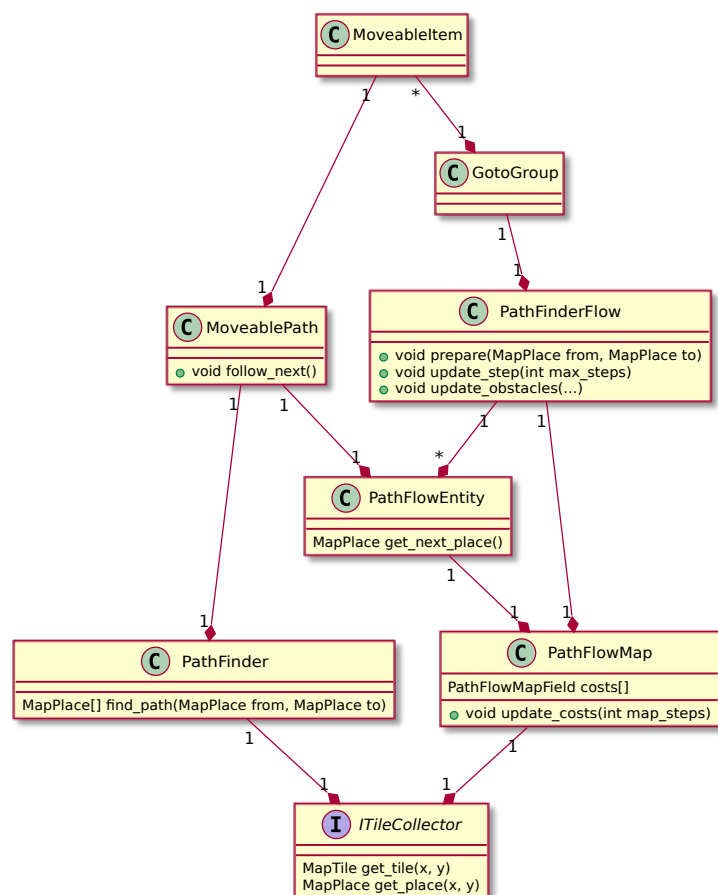 C MoveableItem
1
*
1
C GotoGroup
1
1
1
C MoveablePath
void follow_next()
C PathFinderFlow
void prepare(MapPlace from, MapPlace to)
void update_step(int max_steps)
void update_obstacles(...)
1
1
1
1
1
*
C PathFlowEntity
MapPlace get_next_place()
1
1
1
1
C PathFinder
MapPlace[] find_path(MapPlace from, MapPlace to)
C PathFlowMap
PathFlowMapField costs[]
void update_costs(int map_steps)
1
1
1
1
I ITileCollector
MapTile get_tile(x, y)
MapPlace get_place(x, y)